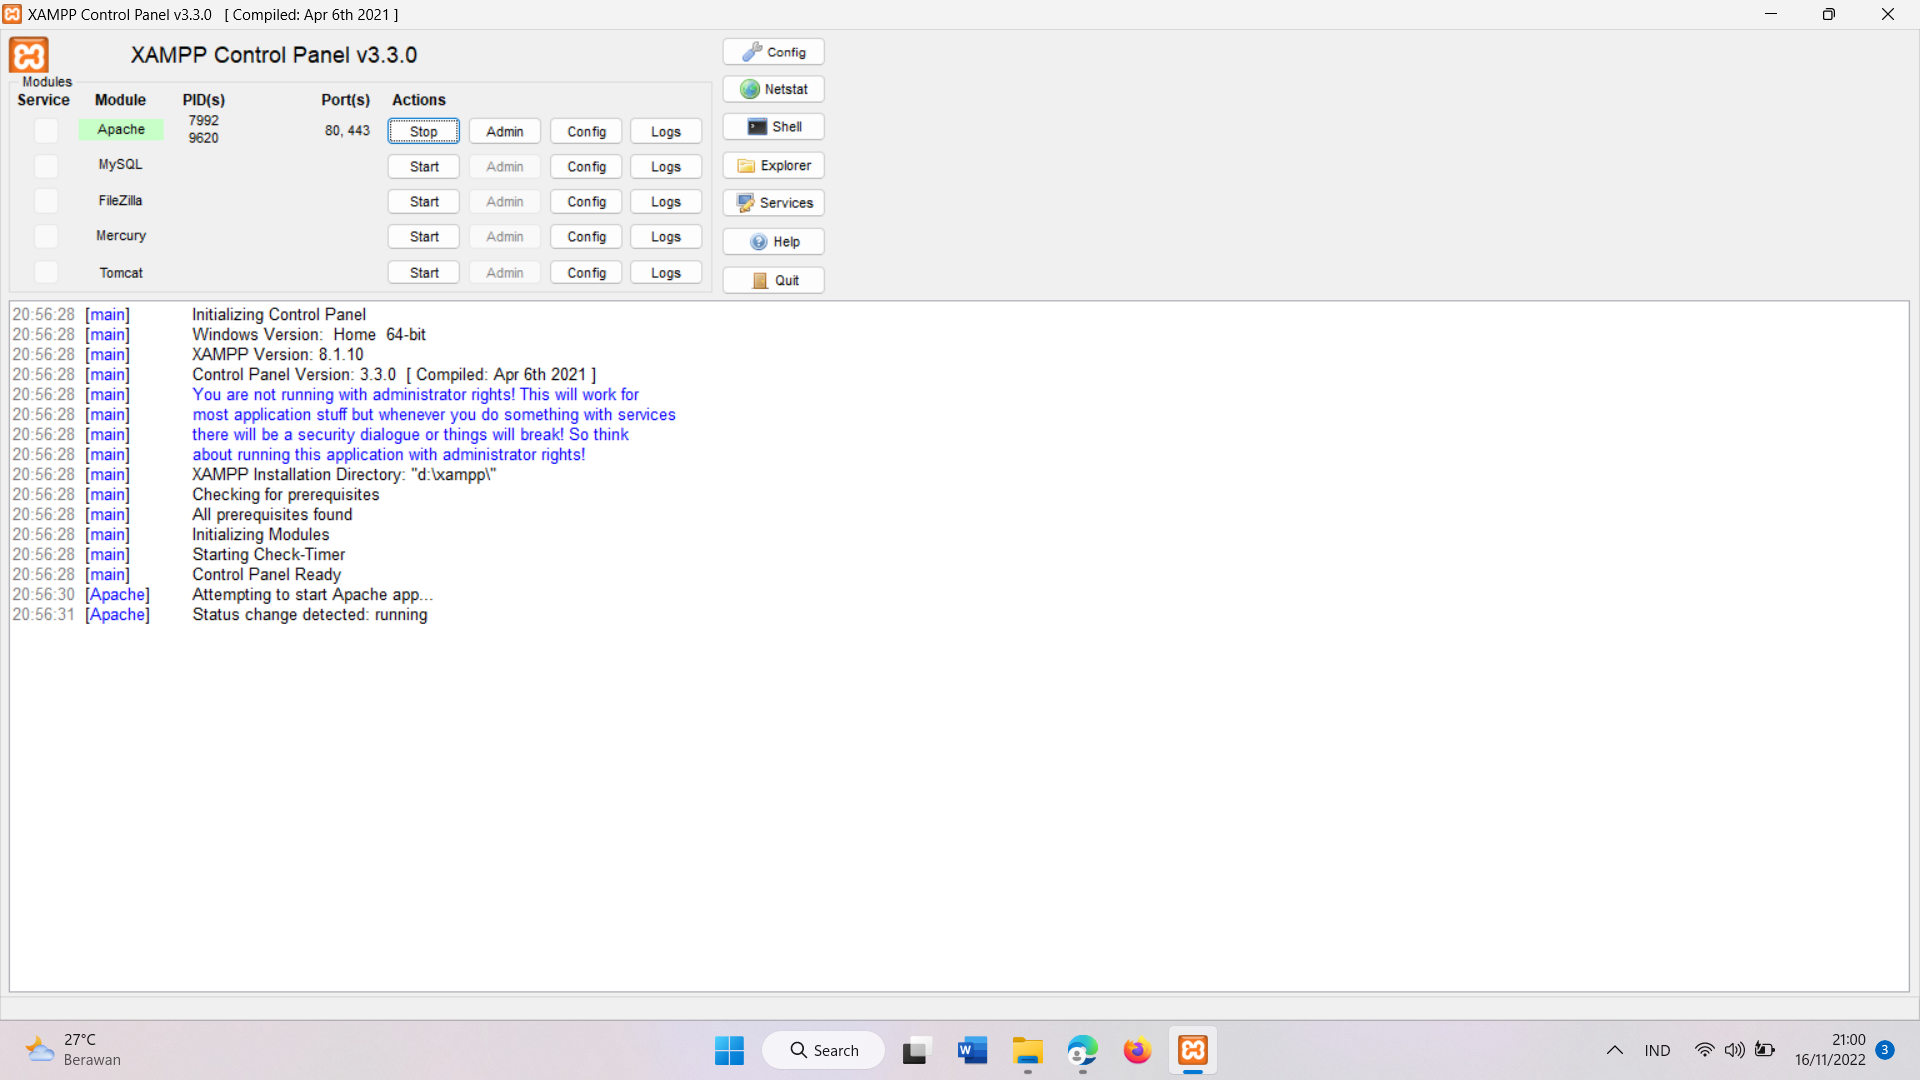 XAMPP Control Panel v3.3.0 [ Compiled: Apr 6th 2021 ]
XAMPP Control Panel v3.3.0
Config
Modules
Service Module PID(s) Port(s) Actions
Netstat
Apache 7992 9620 80, 443 Stop Admin Config Logs
Shell
MySQL Start Admin Config Logs
Explorer
FileZilla Start Admin Config Logs
Services
Mercury Start Admin Config Logs
Help
Tomcat Start Admin Config Logs
Quit
20:56:28 [main] Initializing Control Panel
20:56:28 [main] Windows Version: Home 64-bit
20:56:28 [main] XAMPP Version: 8.1.10
20:56:28 [main] Control Panel Version: 3.3.0 [ Compiled: Apr 6th 2021 ]
20:56:28 [main] You are not running with administrator rights! This will work for
20:56:28 [main] most application stuff but whenever you do something with services
20:56:28 [main] there will be a security dialogue or things will break! So think
20:56:28 [main] about running this application with administrator rights!
20:56:28 [main] XAMPP Installation Directory: "d:\xampp\"
20:56:28 [main] Checking for prerequisites
20:56:28 [main] All prerequisites found
20:56:28 [main] Initializing Modules
20:56:28 [main] Starting Check-Timer
20:56:28 [main] Control Panel Ready
20:56:30 [Apache] Attempting to start Apache app...
20:56:31 [Apache] Status change detected: running
27°C
Berawan
Search
W
IND
21:00
16/11/2022
3